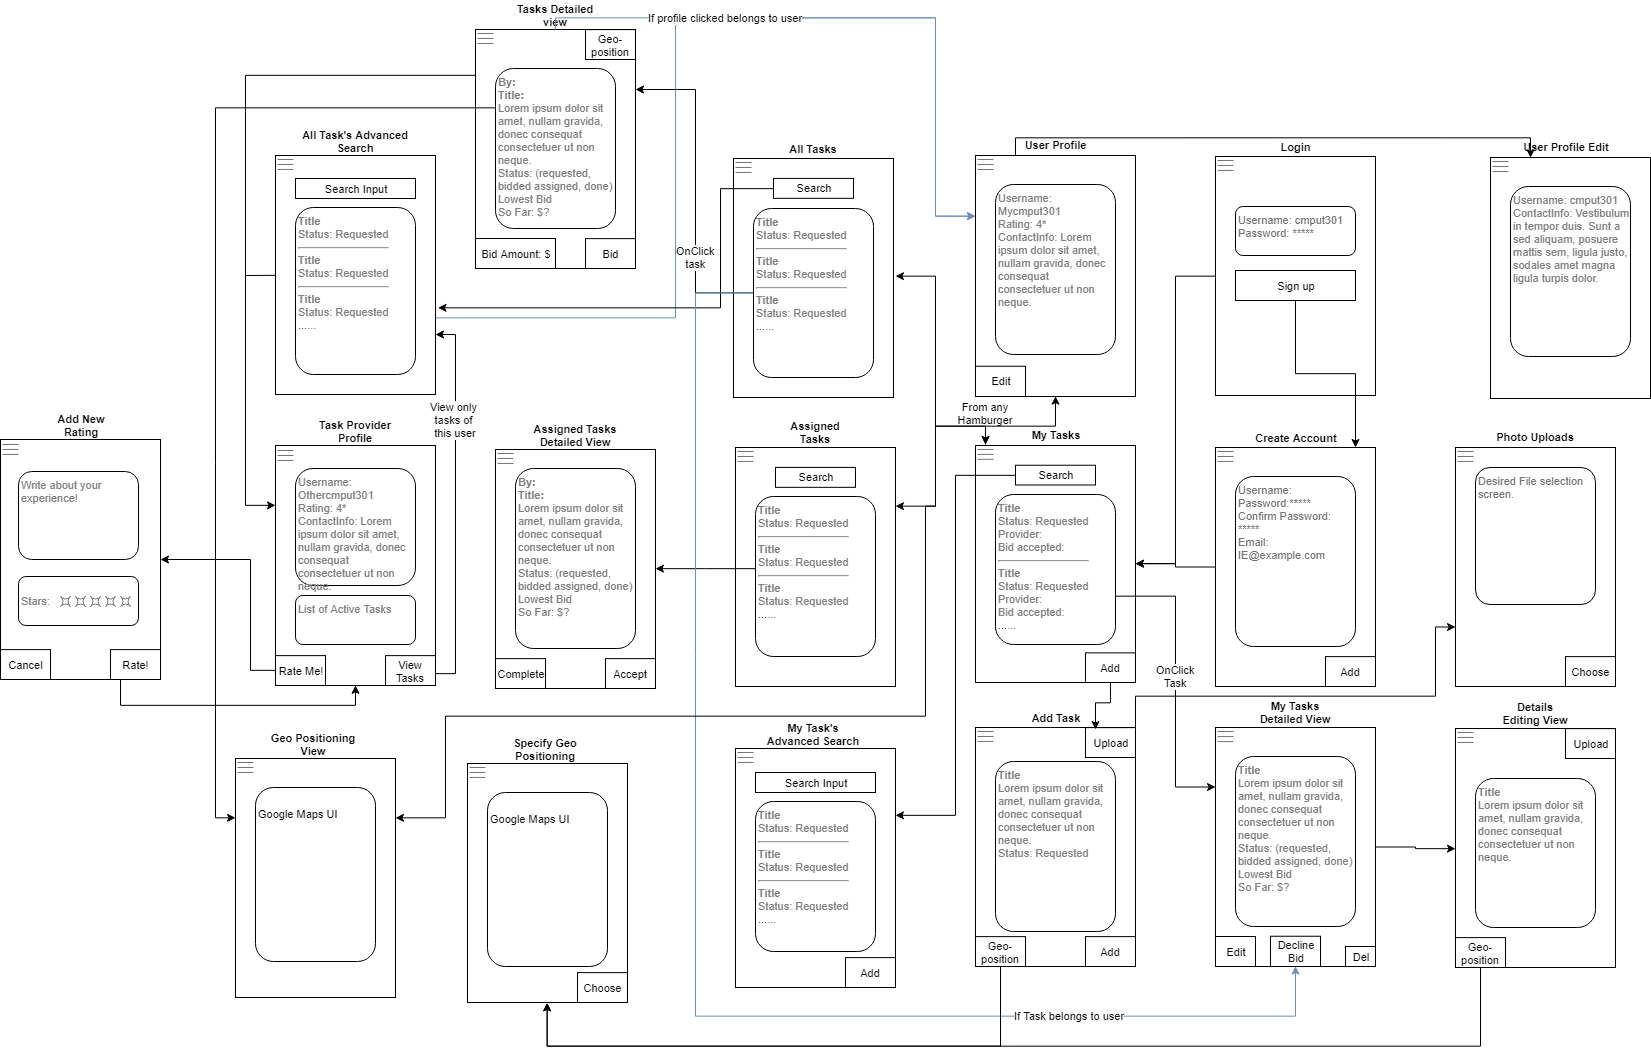 Tasks Detailed
view
If profile clicked belongs to user
Geo-
position
By:
Title:
Lorem ipsum dolor sit
amet, nullam gravida,
donec consequat
consectetuer ut non
neque.
Status: (requested,
bidded assigned, done)
Lowest Bid
So Far: $?
Bid Amount: $
Bid
All Task's Advanced
Search
Search Input
Title
Status: Requested
Title
Status: Requested
Title
Status: Requested
......
OnClick
task
All Tasks
Search
Title
Status: Requested
Title
Status: Requested
Title
Status: Requested
......
User Profile
Username:
Mycmput301
Rating: 4*
ContactInfo: Lorem
ipsum dolor sit amet,
nullam gravida, donec
consequat
consectetuer ut non
neque.
Edit
Login
Username: cmput301
Password: *****
Sign up
User Profile Edit
Username: cmput301
ContactInfo: Vestibulum
in tempor duis. Sunt a
sed aliquam, posuere
mattis sem, ligula justo,
sodales amet magna
ligula turpis dolor.
Add New
Rating
Write about your
experience!
Stars:
Cancel
Rate!
Task Provider
Profile
Username:
Othercmput301
Rating: 4*
ContactInfo: Lorem
ipsum dolor sit amet,
nullam gravida, donec
consequat
consectetuer ut non
neque.
List of Active Tasks
Rate Me!
View
Tasks
View only
tasks of
this user
Assigned Tasks
Detailed View
By:
Title:
Lorem ipsum dolor sit
amet, nullam gravida,
donec consequat
consectetuer ut non
neque.
Status: (requested,
bidded assigned, done)
Lowest Bid
So Far: $?
Complete
Accept
Assigned
Tasks
Search
Title
Status: Requested
Title
Status: Requested
Title
Status: Requested
......
From any
Hamburger
My Tasks
Search
Title
Status: Requested
Provider:
Bid accepted:
Title
Status: Requested
Provider:
Bid accepted:
......
Add
OnClick
Task
Create Account
Username:
Password:*****
Confirm Password:
*****
Email:
IE@example.com
Add
Photo Uploads
Desired File selection
screen.
Choose
Geo Positioning
View
Google Maps UI
Specify Geo
Positioning
Google Maps UI
Choose
My Task's
Advanced Search
Search Input
Title
Status: Requested
Title
Status: Requested
Title
Status: Requested
......
Add
Add Task
Upload
Title
Lorem ipsum dolor sit
amet, nullam gravida,
donec consequat
consectetuer ut non
neque.
Status: Requested
Geo-
position
Add
My Tasks
Detailed View
Title
Lorem ipsum dolor sit
amet, nullam gravida,
donec consequat
consectetuer ut non
neque.
Status: (requested,
bidded assigned, done)
Lowest Bid
So Far: $?
Edit
Decline
Bid
Del
Details
Editing View
Upload
Title
Lorem ipsum dolor sit
amet, nullam gravida,
donec consequat
consectetuer ut non
neque.
Geo-
position
If Task belongs to user